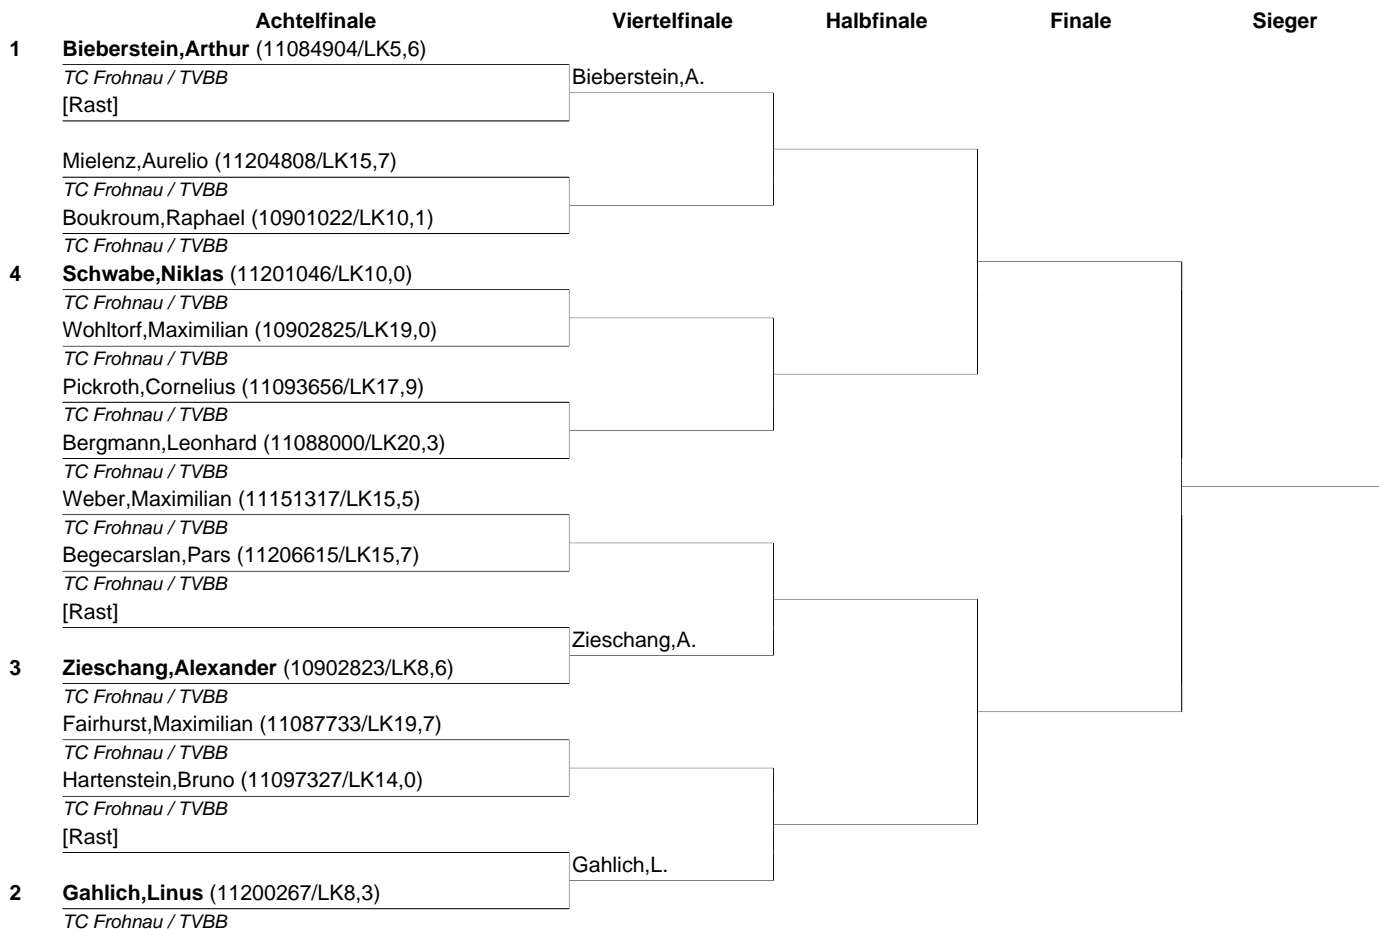 Achtelfinale Viertelfinale Halbfinale Finale Sieger
1 Bieberstein,Arthur (11084904/LK5,6)
TC Frohnau / TVBB Bieberstein,A.
[Rast]
Mielenz,Aurelio (11204808/LK15,7)
TC Frohnau / TVBB
Boukroum,Raphael (10901022/LK10,1)
TC Frohnau / TVBB
4 Schwabe,Niklas (11201046/LK10,0)
TC Frohnau / TVBB
Wohltorf,Maximilian (10902825/LK19,0)
TC Frohnau / TVBB
Pickroth,Cornelius (11093656/LK17,9)
TC Frohnau / TVBB
Bergmann,Leonhard (11088000/LK20,3)
TC Frohnau / TVBB
Weber,Maximilian (11151317/LK15,5)
TC Frohnau / TVBB
Begecarslan,Pars (11206615/LK15,7)
TC Frohnau / TVBB
[Rast]
Zieschang,A.
3 Zieschang,Alexander (10902823/LK8,6)
TC Frohnau / TVBB
Fairhurst,Maximilian (11087733/LK19,7)
TC Frohnau / TVBB
Hartenstein,Bruno (11097327/LK14,0)
TC Frohnau / TVBB
[Rast]
Gahlich,L.
2 Gahlich,Linus (11200267/LK8,3)
TC Frohnau / TVBB